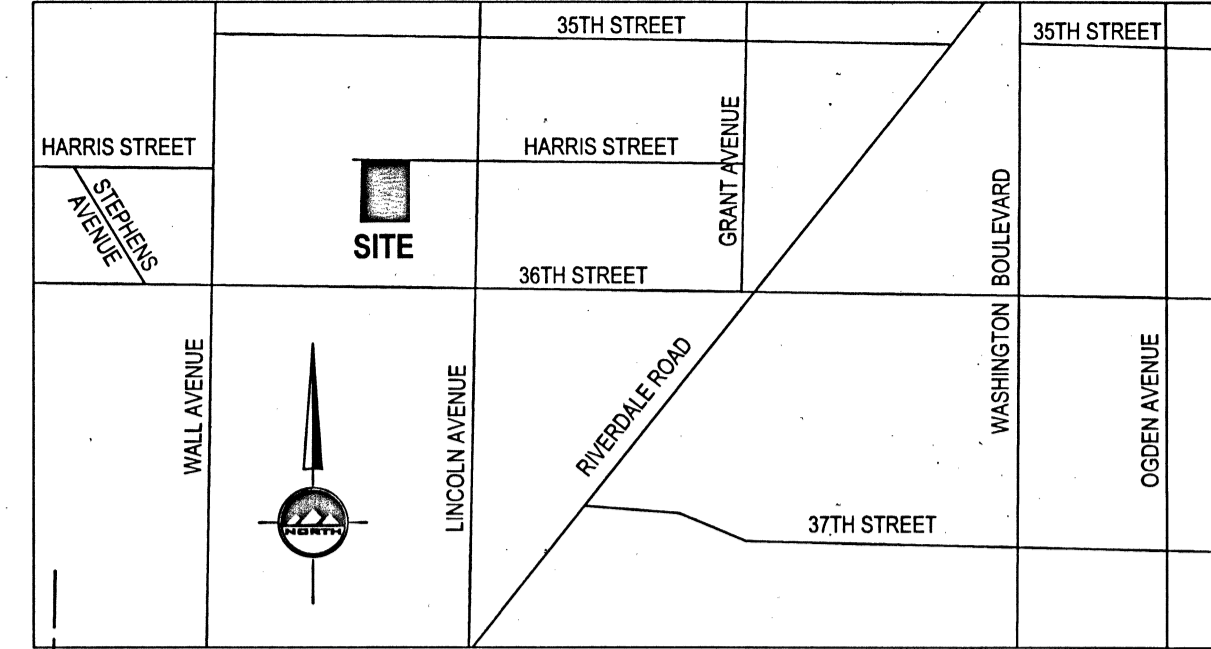 35TH STREET
35TH STREET
HARRIS STREET
HARRIS STREET
GRANT AVENUE
STEPHENS
AVENUE
SITE
36TH STREET
WASHINGTON BOULEVARD
WALL AVENUE
LINCOLN AVENUE
RIVERDALE ROAD
OGDEN AVENUE
NORTH
37TH STREET